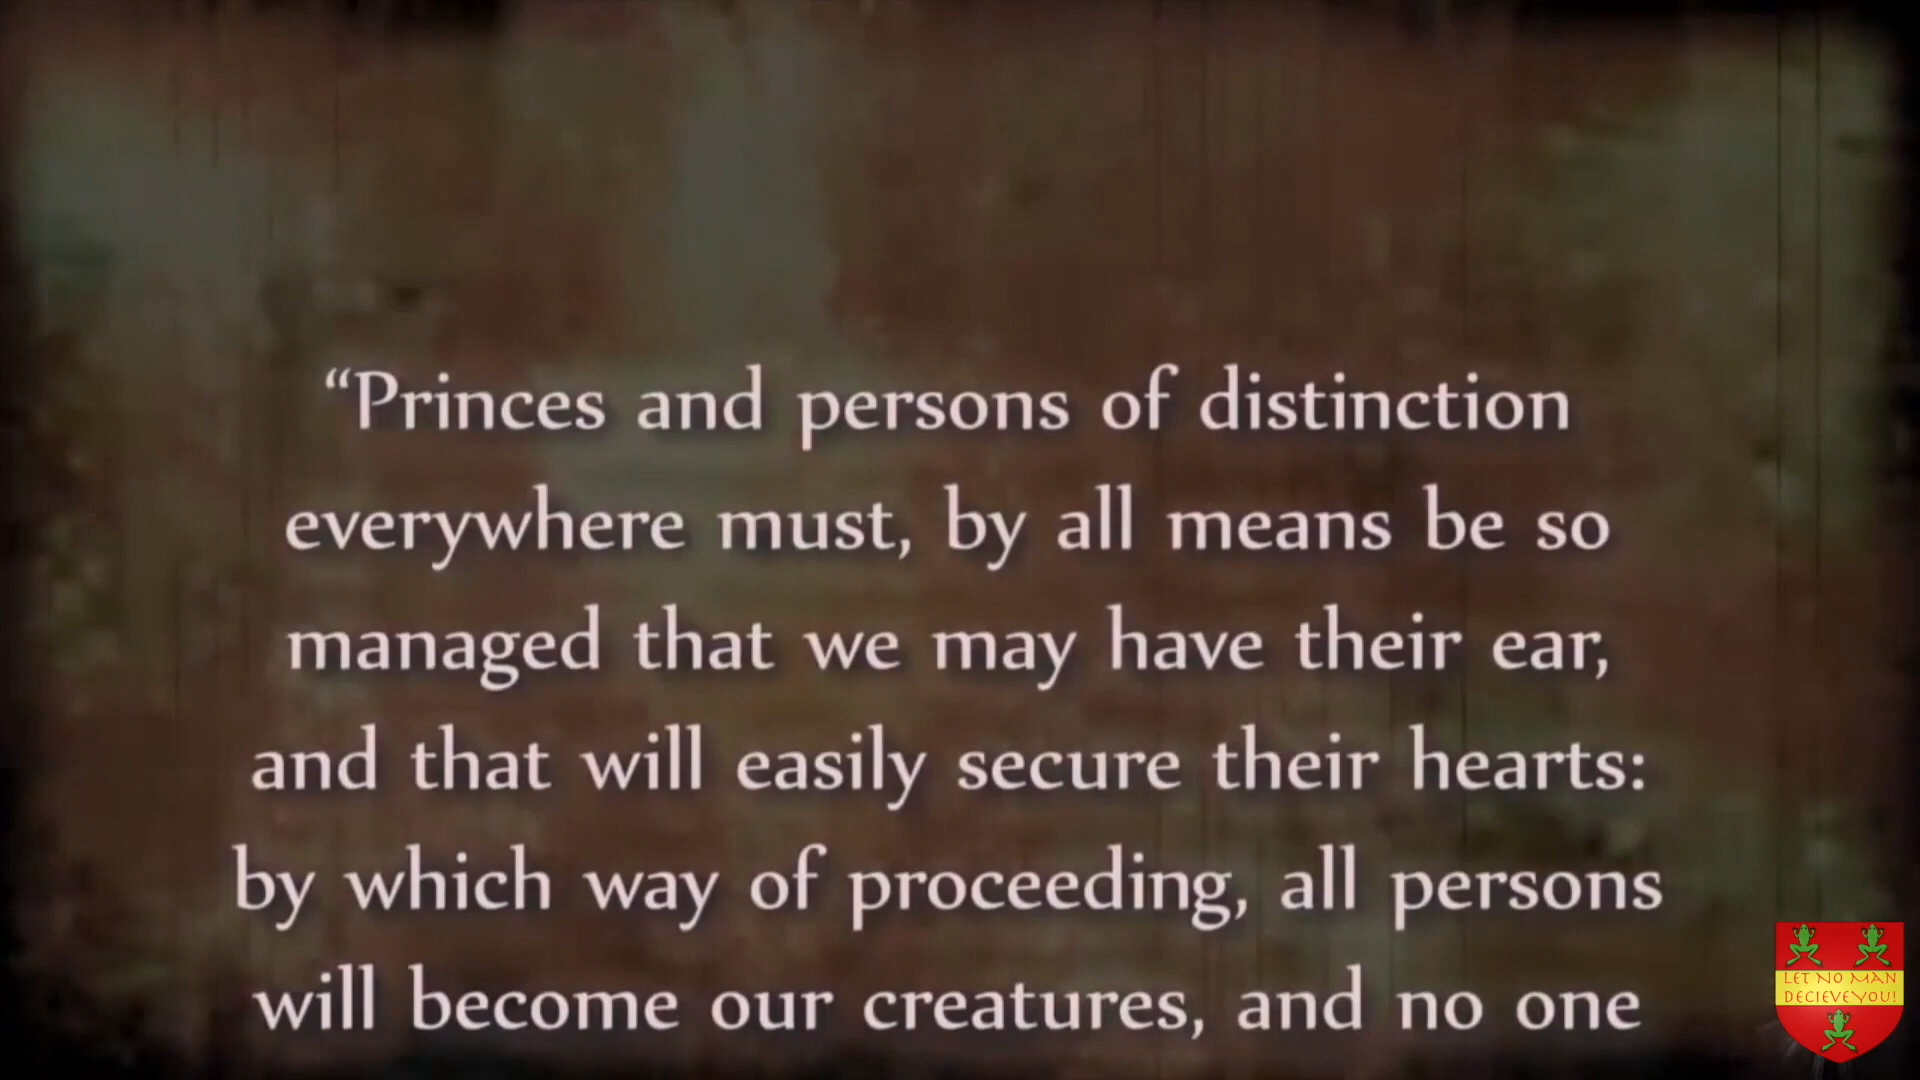 “Princes and persons of distinction
everywhere must, by all means be so
managed that we may have their ear,
and that will easily secure their hearts:
by which way of proceeding, all persons
will become our creatures, and no one
LET NO MAN
DECIEVE YOU!